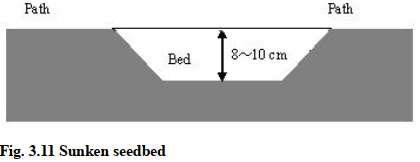 Path Path
Bed 8～10 cm
Fig. 3.11 Sunken seedbed